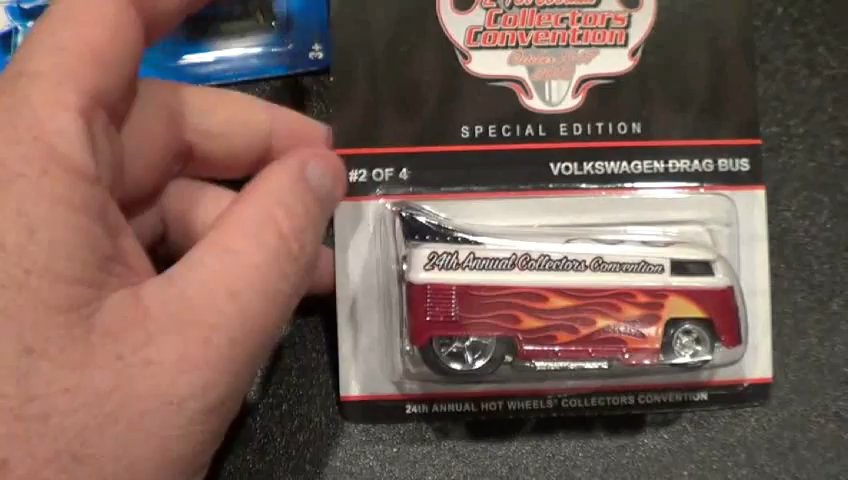 3+
Collectors
Convention
SPECIAL EDITION
#2 OF 4
VOLKSWAGEN DRAG BUS
24th Annual Collectors Convention
24TH ANNUAL HOT WHEELS® COLLECTORS CONVENTION